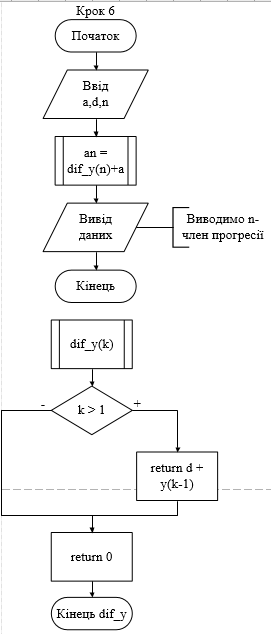 Крок 6
Початок
Ввід
a,d,n
an =
dif_y(n)+a
Вивід
даних
Виводимо n-
член прогресії
Кінець
dif_y(k)
-
k > 1
+
return d +
y(k-1)
return 0
Кінець dif_y